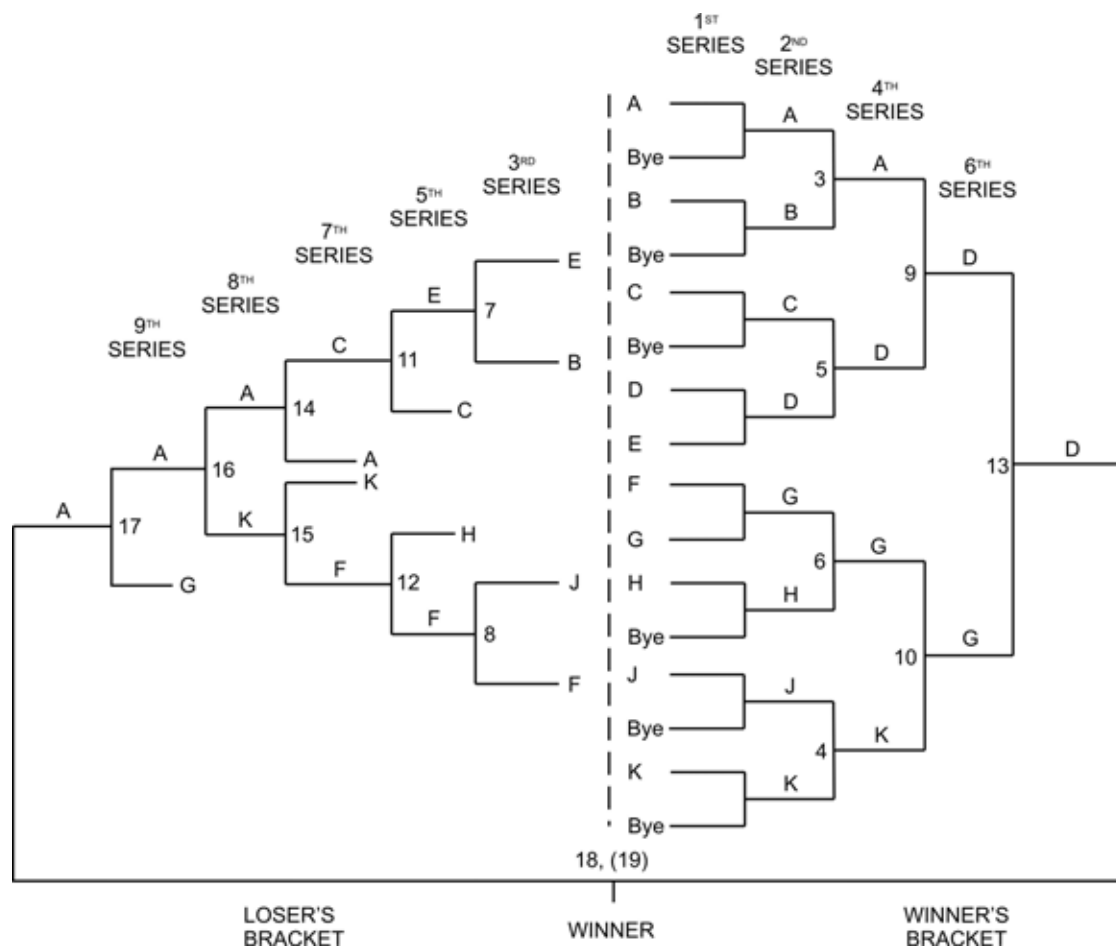 1ST
SERIES
2ND
SERIES
4TH
SERIES
6TH
SERIES
3RD
SERIES
5TH
SERIES
7TH
SERIES
8TH
SERIES
9TH
SERIES
A
Bye
B
Bye
C
Bye
D
E
F
G
H
Bye
J
Bye
K
Bye
A
B
C
D
G
H
J
K
3
5
6
4
A
D
G
K
9
10
D
G
13
D
E
B
7
J
F
8
E
C
11
H
F
12
C
A
14
K
F
15
A
K
16
A
G
17
A
18, (19)
LOSER'S
BRACKET
WINNER
WINNER'S
BRACKET